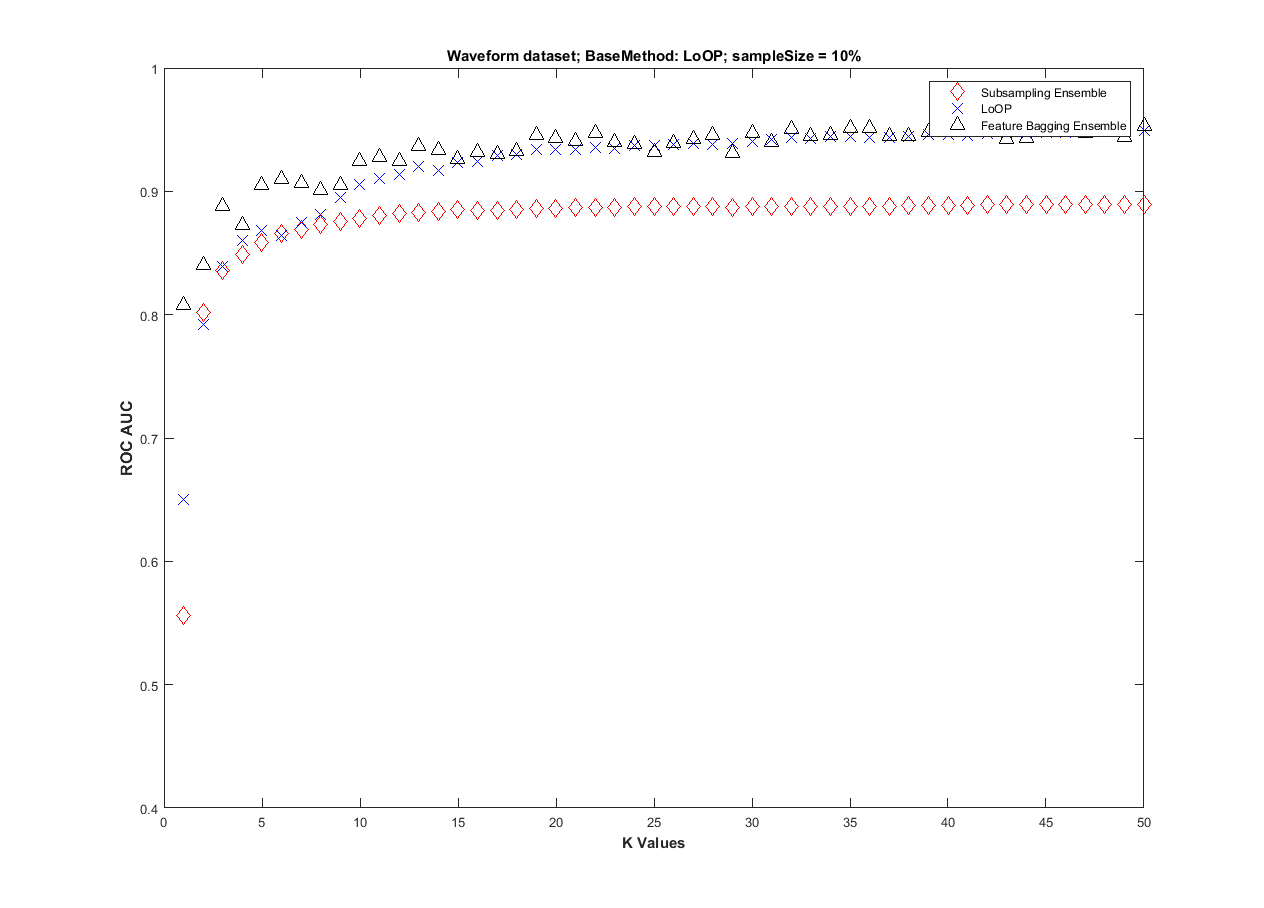 Waveform dataset; BaseMethod: LoOP; sampleSize = 10%
Subsampling Ensemble
LoOP
Feature Bagging Ensemble
ROC AUC
1
0.9
0.8
0.7
0.6
0.5
0.4
0 5 10 15 20 25 30 35 40 45 50
K Values